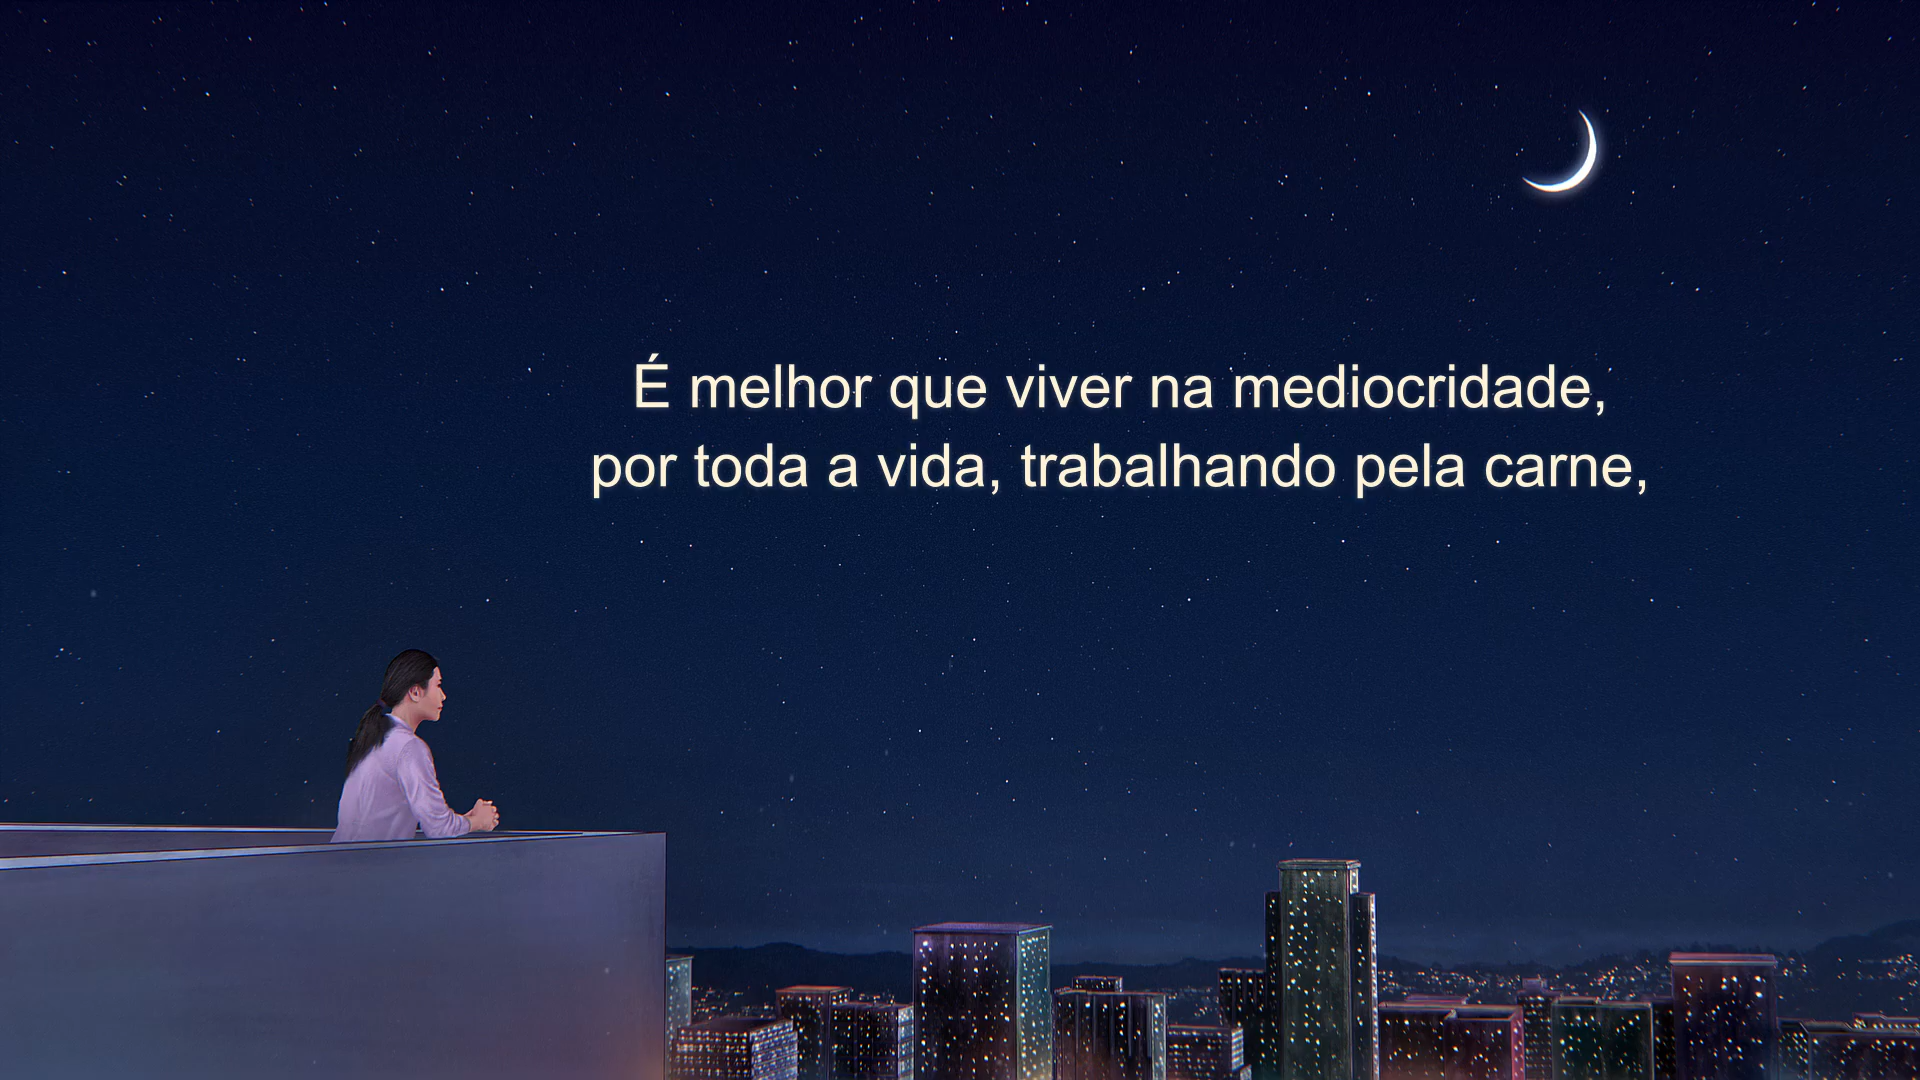 É melhor que viver na mediocridade,
por toda a vida, trabalhando pela carne,